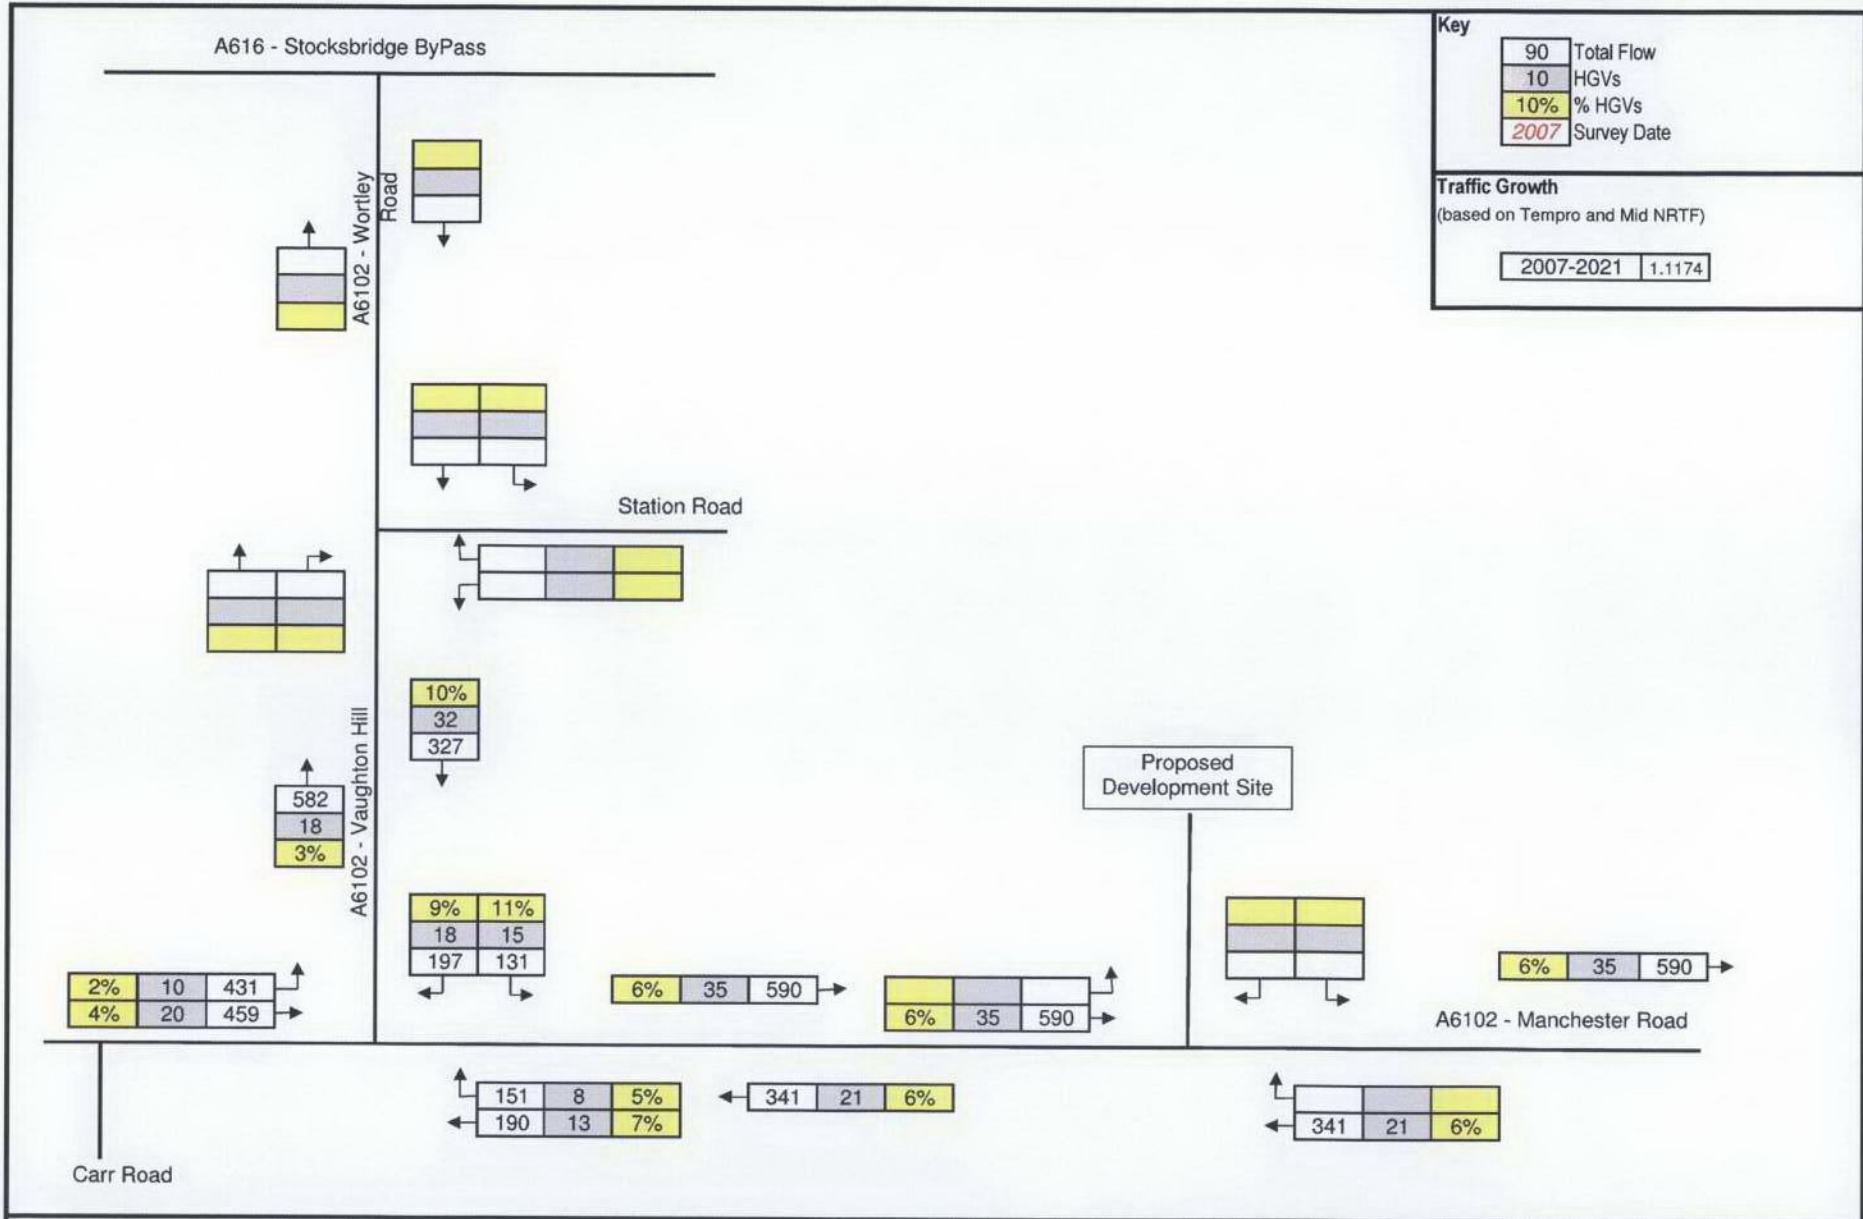 A616 - Stocksbridge ByPass
Key
90 Total Flow
10 HGVs
10% % HGVs
2007 Survey Date
Traffic Growth
(based on Tempro and Mid NRTF)
2007-2021 1.1174
A6102 - Wortley
Road
Station Road
A6102 - Vaughton Hill
10%
32
327
582
18
3%
Proposed
Development Site
9% 11%
18 15
197 131
2% 10 431
4% 20 459
6% 35 590
6% 35 590
6% 35 590
A6102 - Manchester Road
151 8 5%
190 13 7%
341 21 6%
341 21 6%
Carr Road